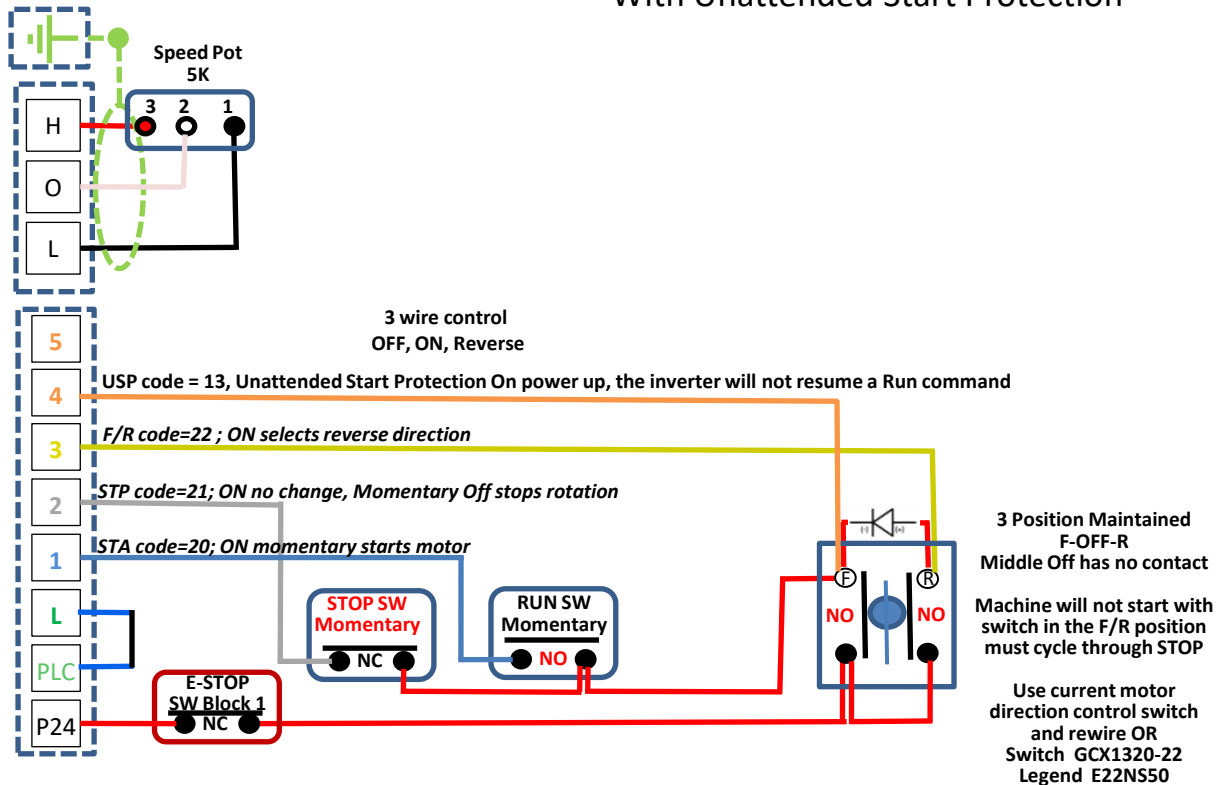 With Unattended Start Protection
Speed Pot
5K
3 2 1
H
O
L
3 wire control
OFF, ON, Reverse
5
USP code = 13, Unattended Start Protection On power up, the inverter will not resume a Run command
4
F/R code=22 ; ON selects reverse direction
3
STP code=21; ON no change, Momentary Off stops rotation
2
STA code=20; ON momentary starts motor
1
L
PLC
P24
STOP SW
Momentary
NC
RUN SW
Momentary
NO
E-STOP
SW Block 1
NC
(-) (+)
F R
NO NO
3 Position Maintained
F-OFF-R
Middle Off has no contact
Machine will not start with
switch in the F/R position
must cycle through STOP
Use current motor
direction control switch
and rewire OR
Switch GCX1320-22
Legend E22NS50